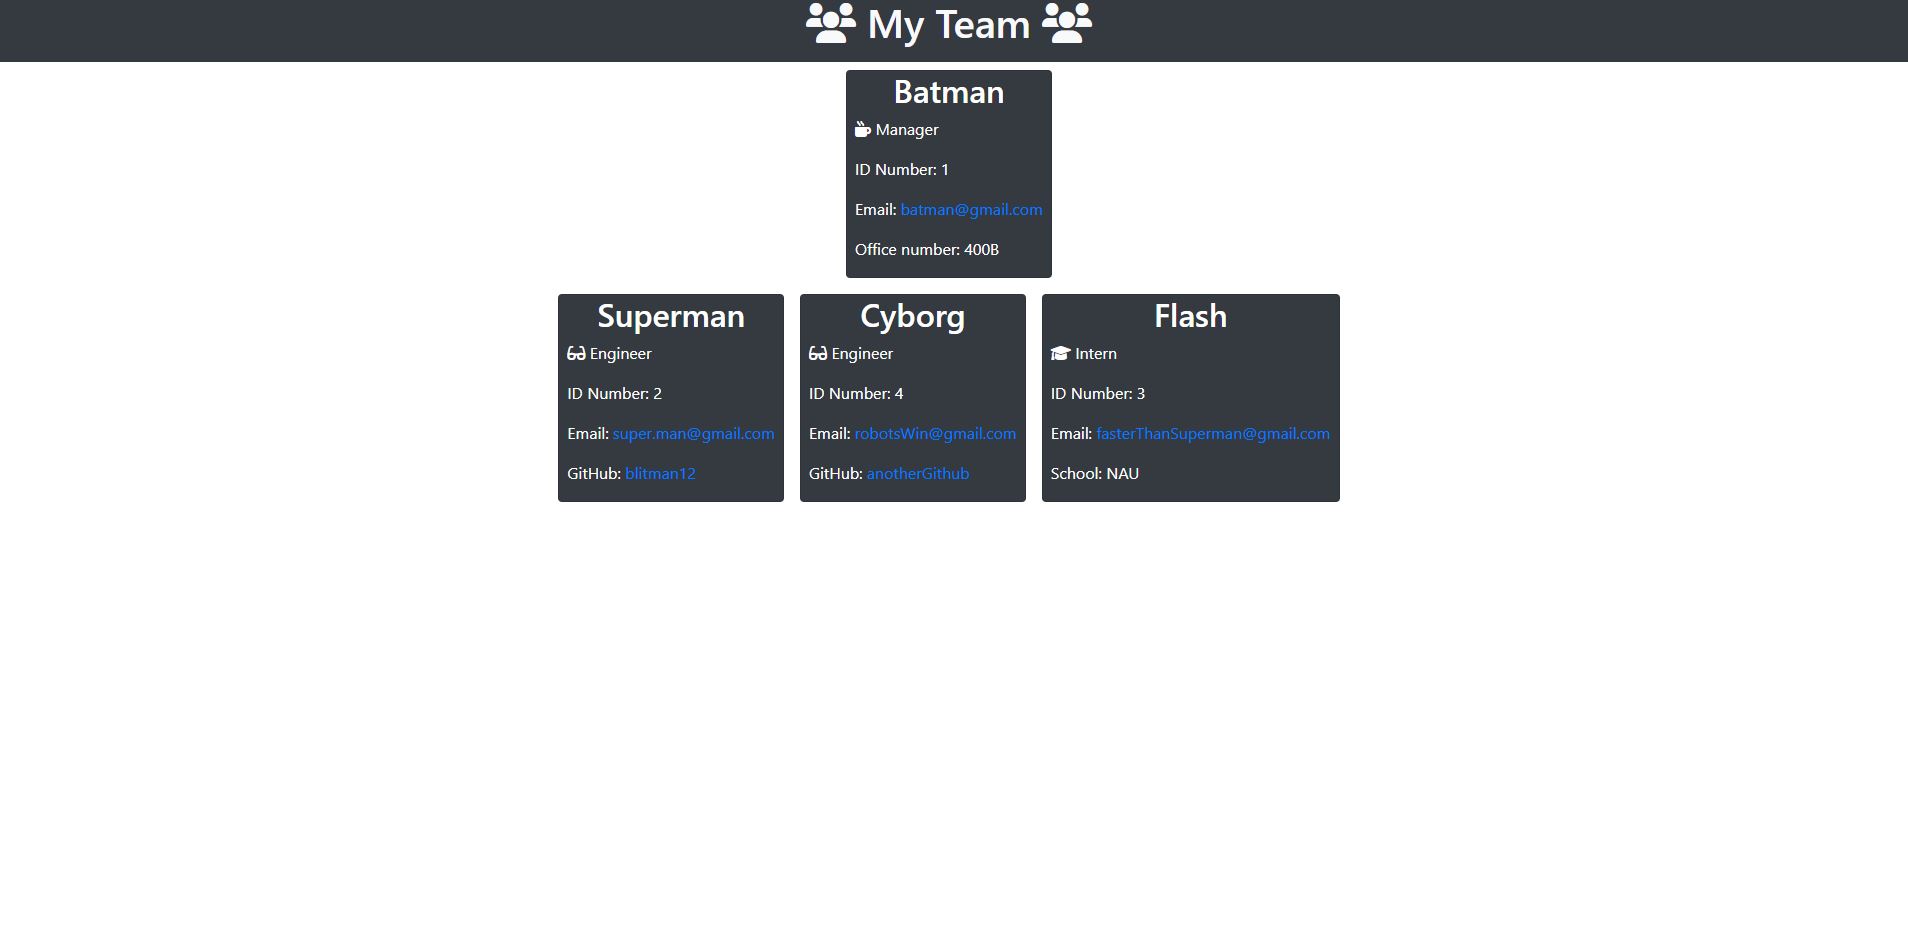 My Team
Batman
Manager
ID Number: 1
Email: batman@gmail.com
Office number: 400B
Superman
Engineer
ID Number: 2
Email: super.man@gmail.com
GitHub: blitman12
Cyborg
Engineer
ID Number: 4
Email: robotsWin@gmail.com
GitHub: anotherGithub
Flash
Intern
ID Number: 3
Email: fasterThanSuperman@gmail.com
School: NAU